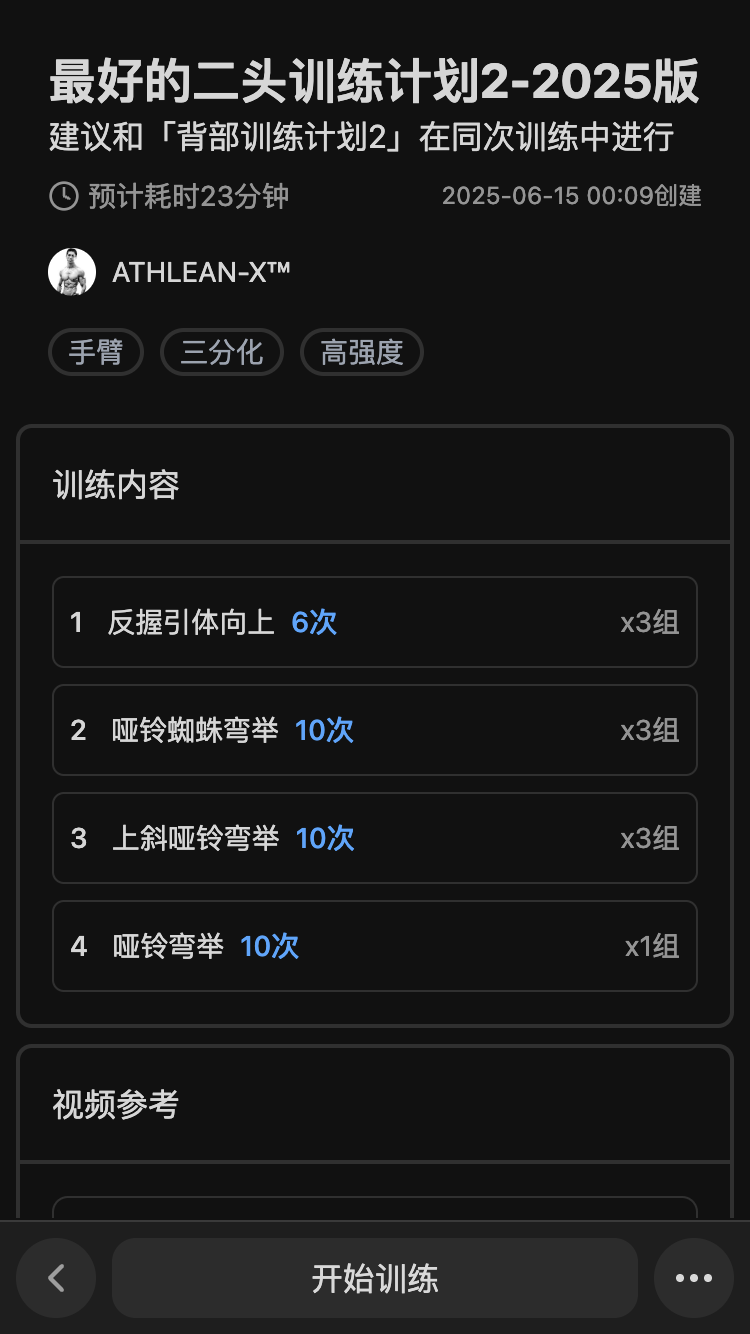 最好的二头训练计划2-2025版
建议和「背部训练计划2」在同次训练中进行
预计耗时23分钟 2025-06-15 00:09创建
ATHLEAN-X™
手臂 三分化 高强度
训练内容
1 反握引体向上 6次 x3组
2 哑铃蜘蛛弯举 10次 x3组
3 上斜哑铃弯举 10次 x3组
4 哑铃弯举 10次 x1组
视频参考
开始训练